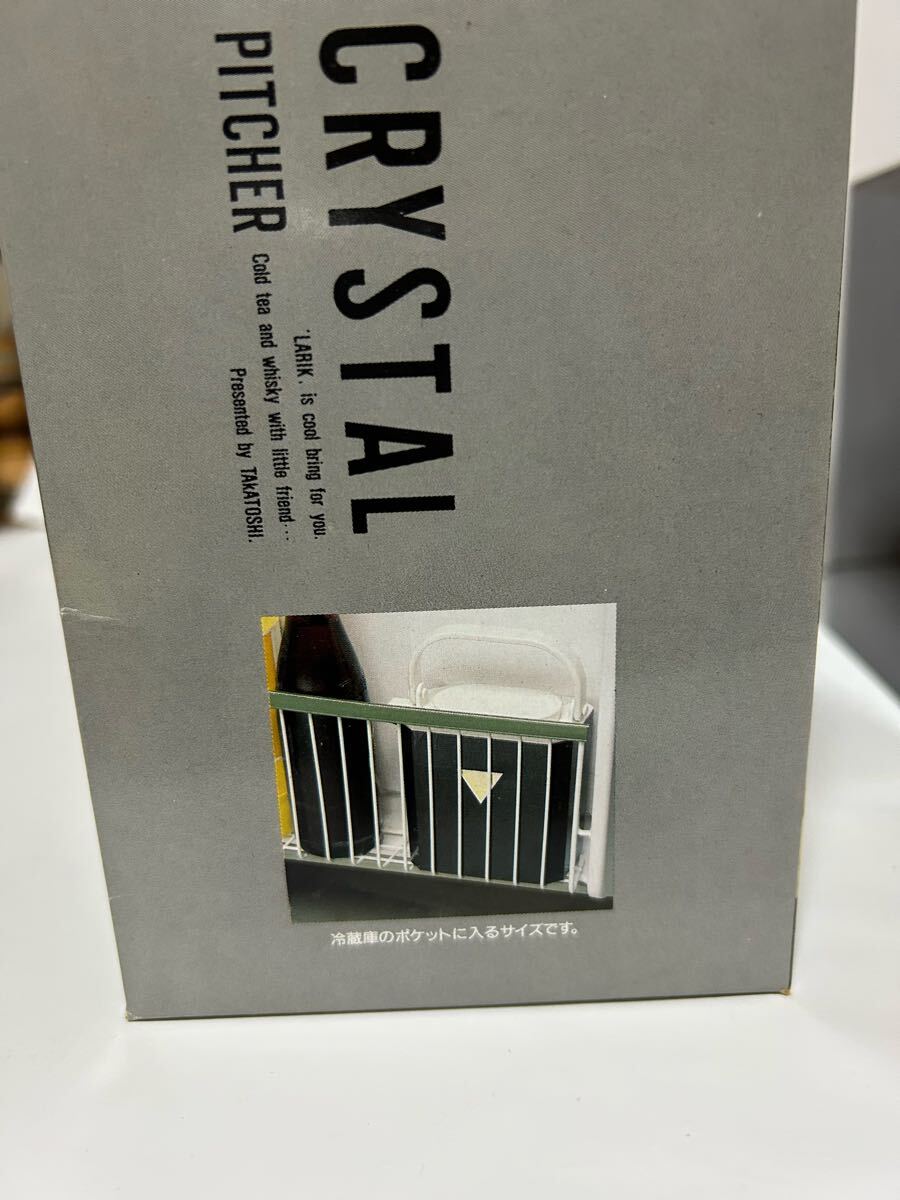 CRYSTAL
PITCHER
'LARIK, is cool bring for you.
Cold tea and whisky with little friend...
Presented by TAkATOSHI.
冷蔵庫のポケットに入るサイズです。